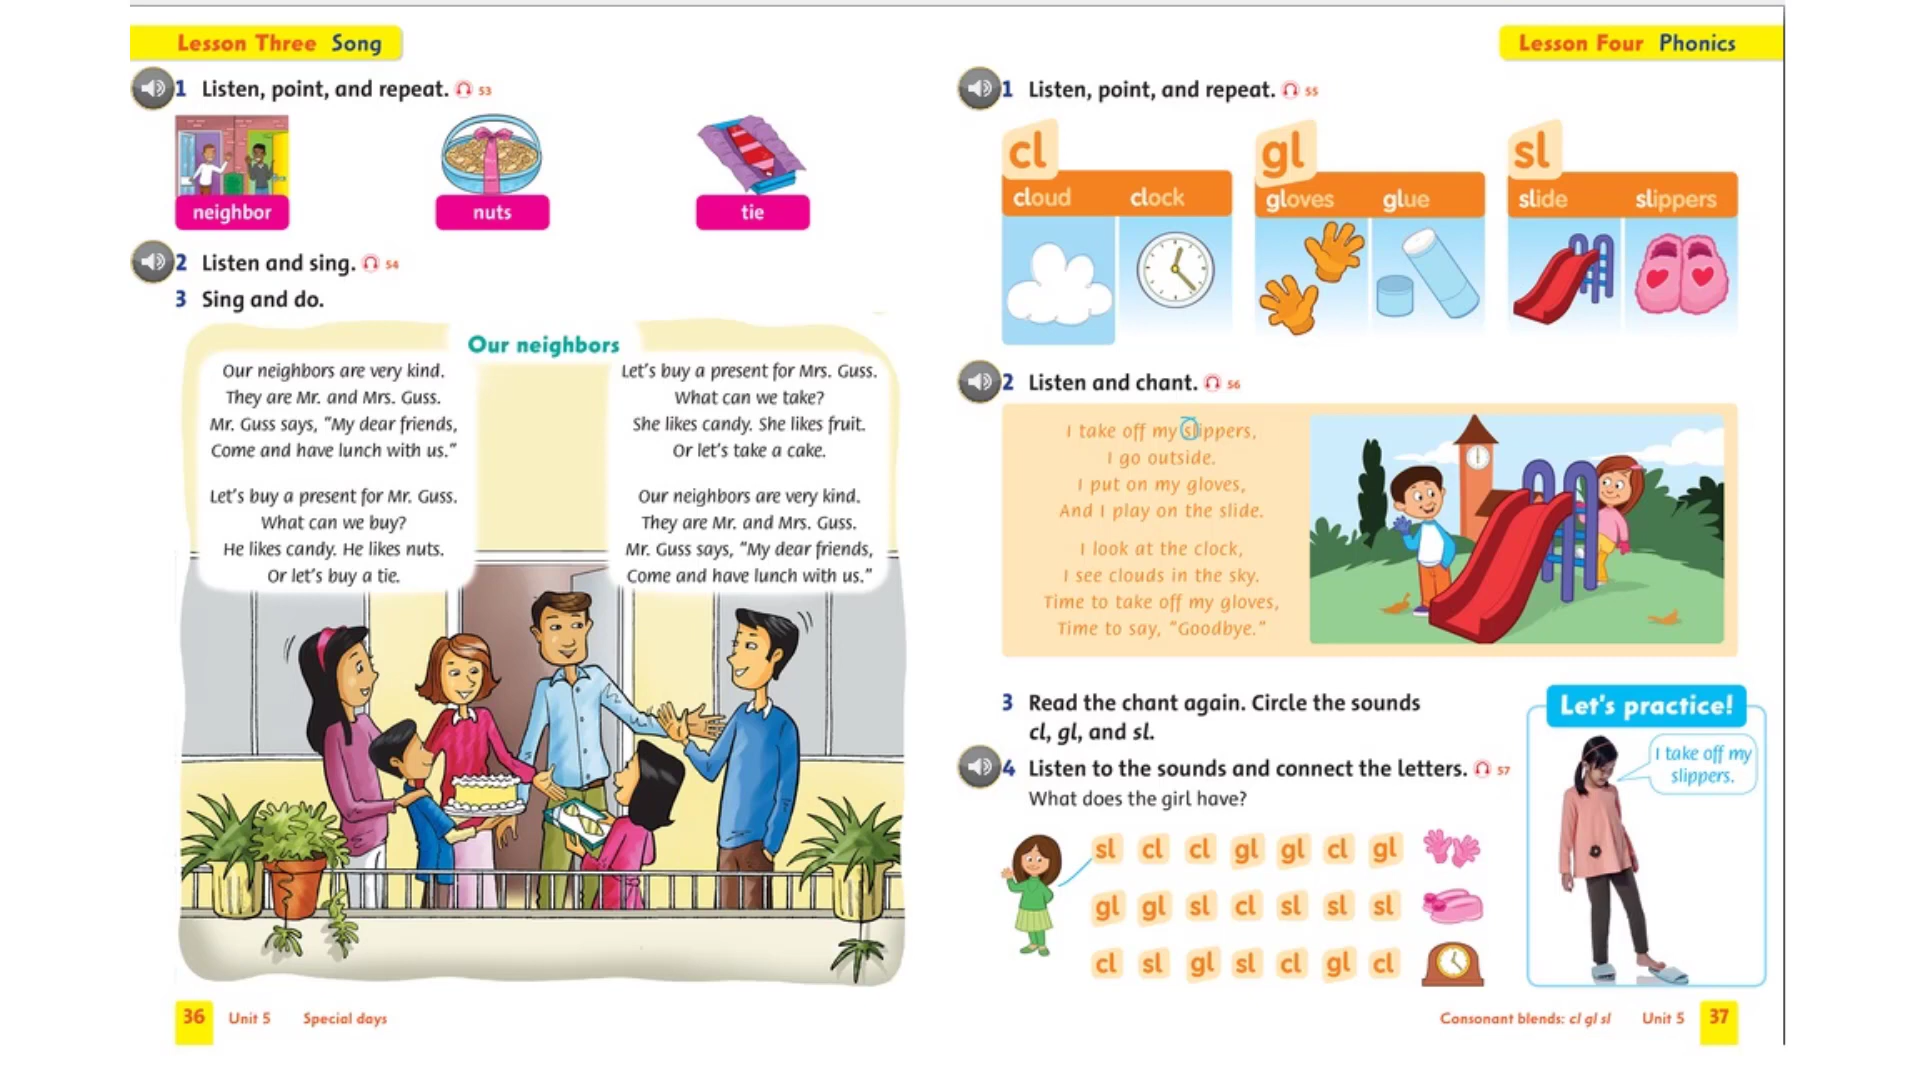 Lesson Three Song
1 Listen, point, and repeat. 53
neighbor
nuts
tie
2 Listen and sing. 54
3 Sing and do.
Our neighbors
Our neighbors are very kind.
They are Mr. and Mrs. Guss.
Mr. Guss says, "My dear friends,
Come and have lunch with us."
Let's buy a present for Mr. Guss.
What can we buy?
He likes candy. He likes nuts.
Or let's buy a tie.
Let's buy a present for Mrs. Guss.
What can we take?
She likes candy. She likes fruit.
Or let's take a cake.
Our neighbors are very kind.
They are Mr. and Mrs. Guss.
Mr. Guss says, "My dear friends,
Come and have lunch with us."
36 Unit 5 Special days
Lesson Four Phonics
1 Listen, point, and repeat. 55
cl
cloud clock
gl
gloves glue
sl
slide slippers
2 Listen and chant. 56
I take off my slippers,
I go outside.
I put on my gloves,
And I play on the slide.
I look at the clock,
I see clouds in the sky.
Time to take off my gloves,
Time to say, "Goodbye."
3 Read the chant again. Circle the sounds
cl, gl, and sl.
4 Listen to the sounds and connect the letters. 57
What does the girl have?
sl cl cl gl gl cl gl
gl gl sl cl sl sl sl
cl sl gl sl cl gl cl
Let's practice!
I take off my
slippers.
Consonant blends: cl gl sl Unit 5 37